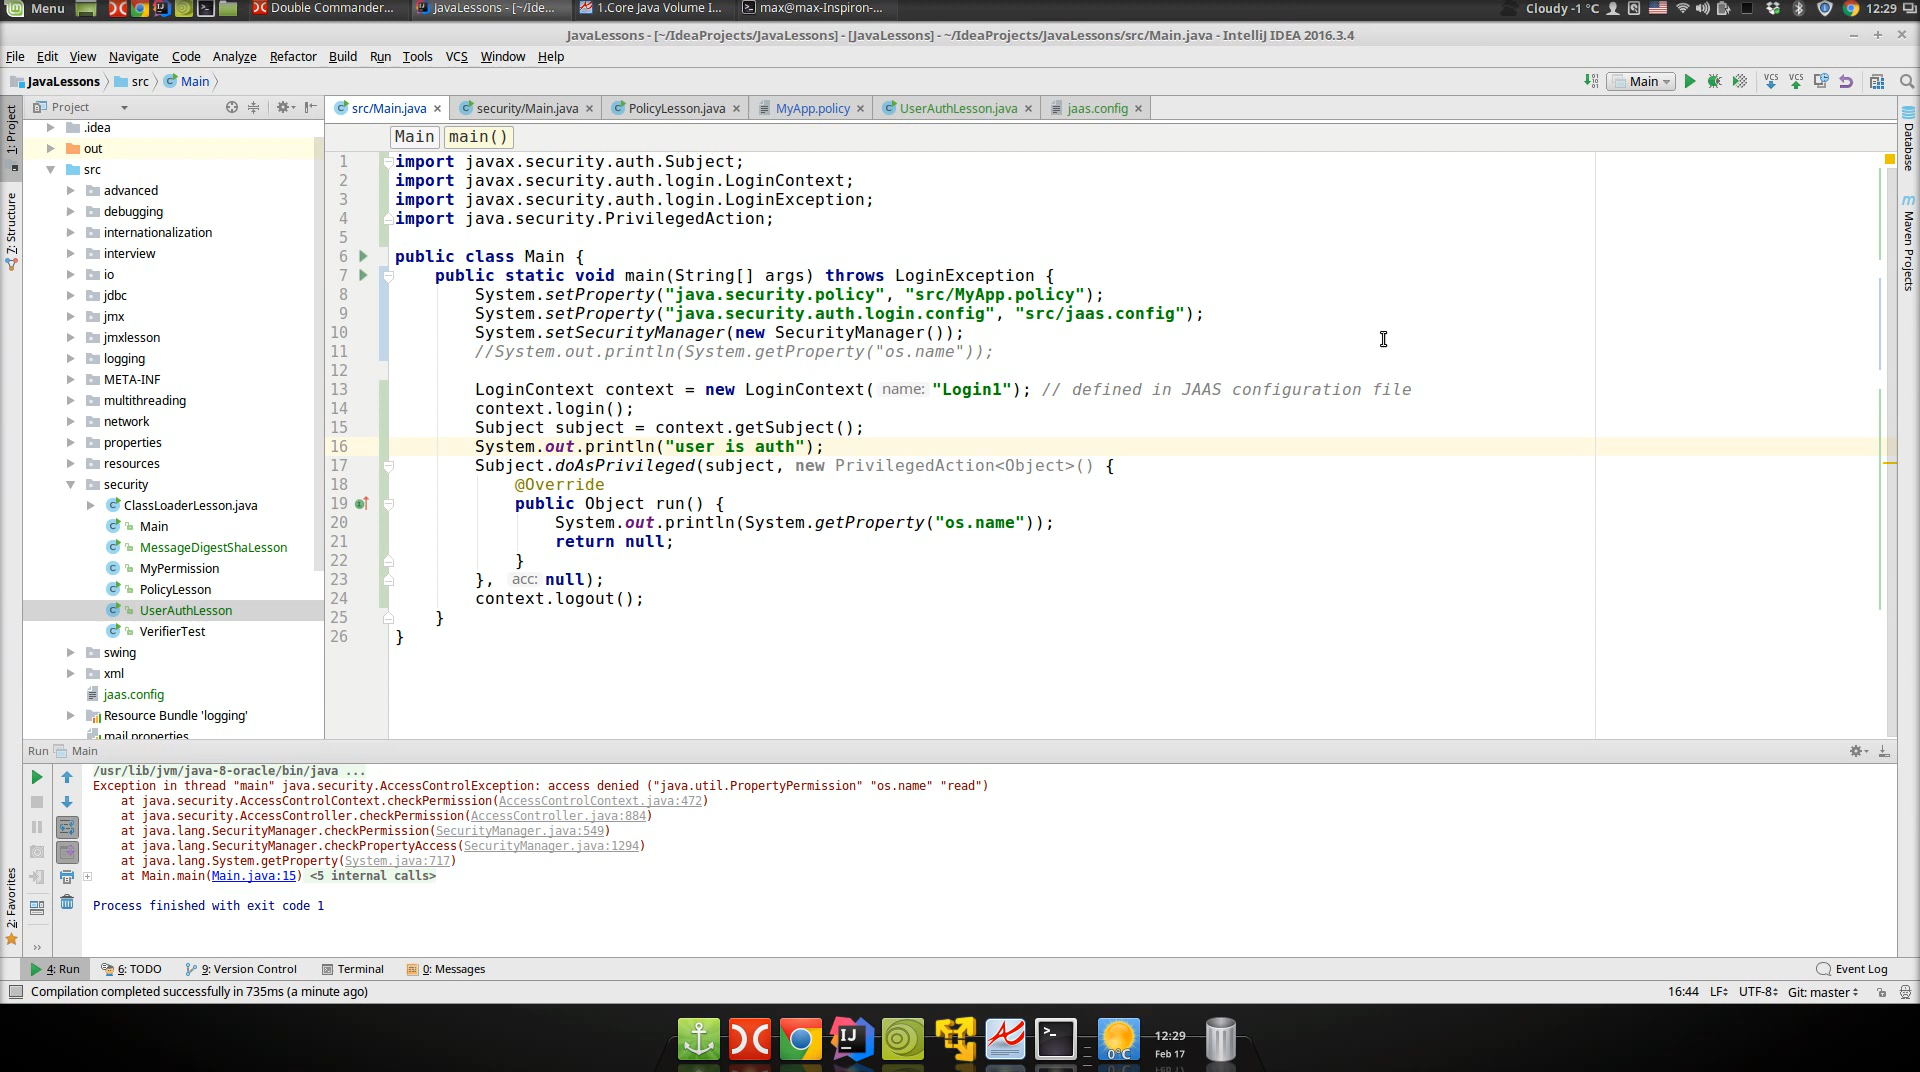 Menu
Double Commander...
JavaLessons - [~/Ide...
1.Core Java Volume I...
max@max-Inspiron-...
Cloudy -1 °C
12:29
JavaLessons - [~/IdeaProjects/JavaLessons] - [JavaLessons] - ~/IdeaProjects/JavaLessons/src/Main.java - IntelliJ IDEA 2016.3.4
File Edit View Navigate Code Analyze Refactor Build Run Tools VCS Window Help
JavaLessons src Main
Main
VCS VCS
Project
src/Main.java security/Main.java PolicyLesson.java MyApp.policy UserAuthLesson.java jaas.config
1: Project
7: Structure
2: Favorites
Database
Maven Projects
.idea
out
src
advanced
debugging
internationalization
interview
io
jdbc
jmx
jmxlesson
logging
META-INF
multithreading
network
properties
resources
security
ClassLoaderLesson.java
Main
MessageDigestShaLesson
MyPermission
PolicyLesson
UserAuthLesson
VerifierTest
swing
xml
jaas.config
Resource Bundle 'logging'
mail.properties
Main main()
1 import javax.security.auth.Subject;
2 import javax.security.auth.login.LoginContext;
3 import javax.security.auth.login.LoginException;
4 import java.security.PrivilegedAction;
5
6 public class Main {
7 public static void main(String[] args) throws LoginException {
8 System.setProperty("java.security.policy", "src/MyApp.policy");
9 System.setProperty("java.security.auth.login.config", "src/jaas.config");
10 System.setSecurityManager(new SecurityManager());
11 //System.out.println(System.getProperty("os.name"));
12
13 LoginContext context = new LoginContext( name: "Login1"); // defined in JAAS configuration file
14 context.login();
15 Subject subject = context.getSubject();
16 System.out.println("user is auth");
17 Subject.doAsPrivileged(subject, new PrivilegedAction<Object>() {
18 @Override
19 public Object run() {
20 System.out.println(System.getProperty("os.name"));
21 return null;
22 }
23 }, acc: null);
24 context.logout();
25 }
26 }
Run Main
/usr/lib/jvm/java-8-oracle/bin/java ...
Exception in thread "main" java.security.AccessControlException: access denied ("java.util.PropertyPermission" "os.name" "read")
at java.security.AccessControlContext.checkPermission(AccessControlContext.java:472)
at java.security.AccessController.checkPermission(AccessController.java:884)
at java.lang.SecurityManager.checkPermission(SecurityManager.java:549)
at java.lang.SecurityManager.checkPropertyAccess(SecurityManager.java:1294)
at java.lang.System.getProperty(System.java:717)
at Main.main(Main.java:15) <5 internal calls>
Process finished with exit code 1
4: Run 6: TODO 9: Version Control Terminal 0: Messages Event Log
Compilation completed successfully in 735ms (a minute ago)
16:44 LF÷ UTF-8÷ Git: master÷
IJ
0°C
12:29
Feb 17